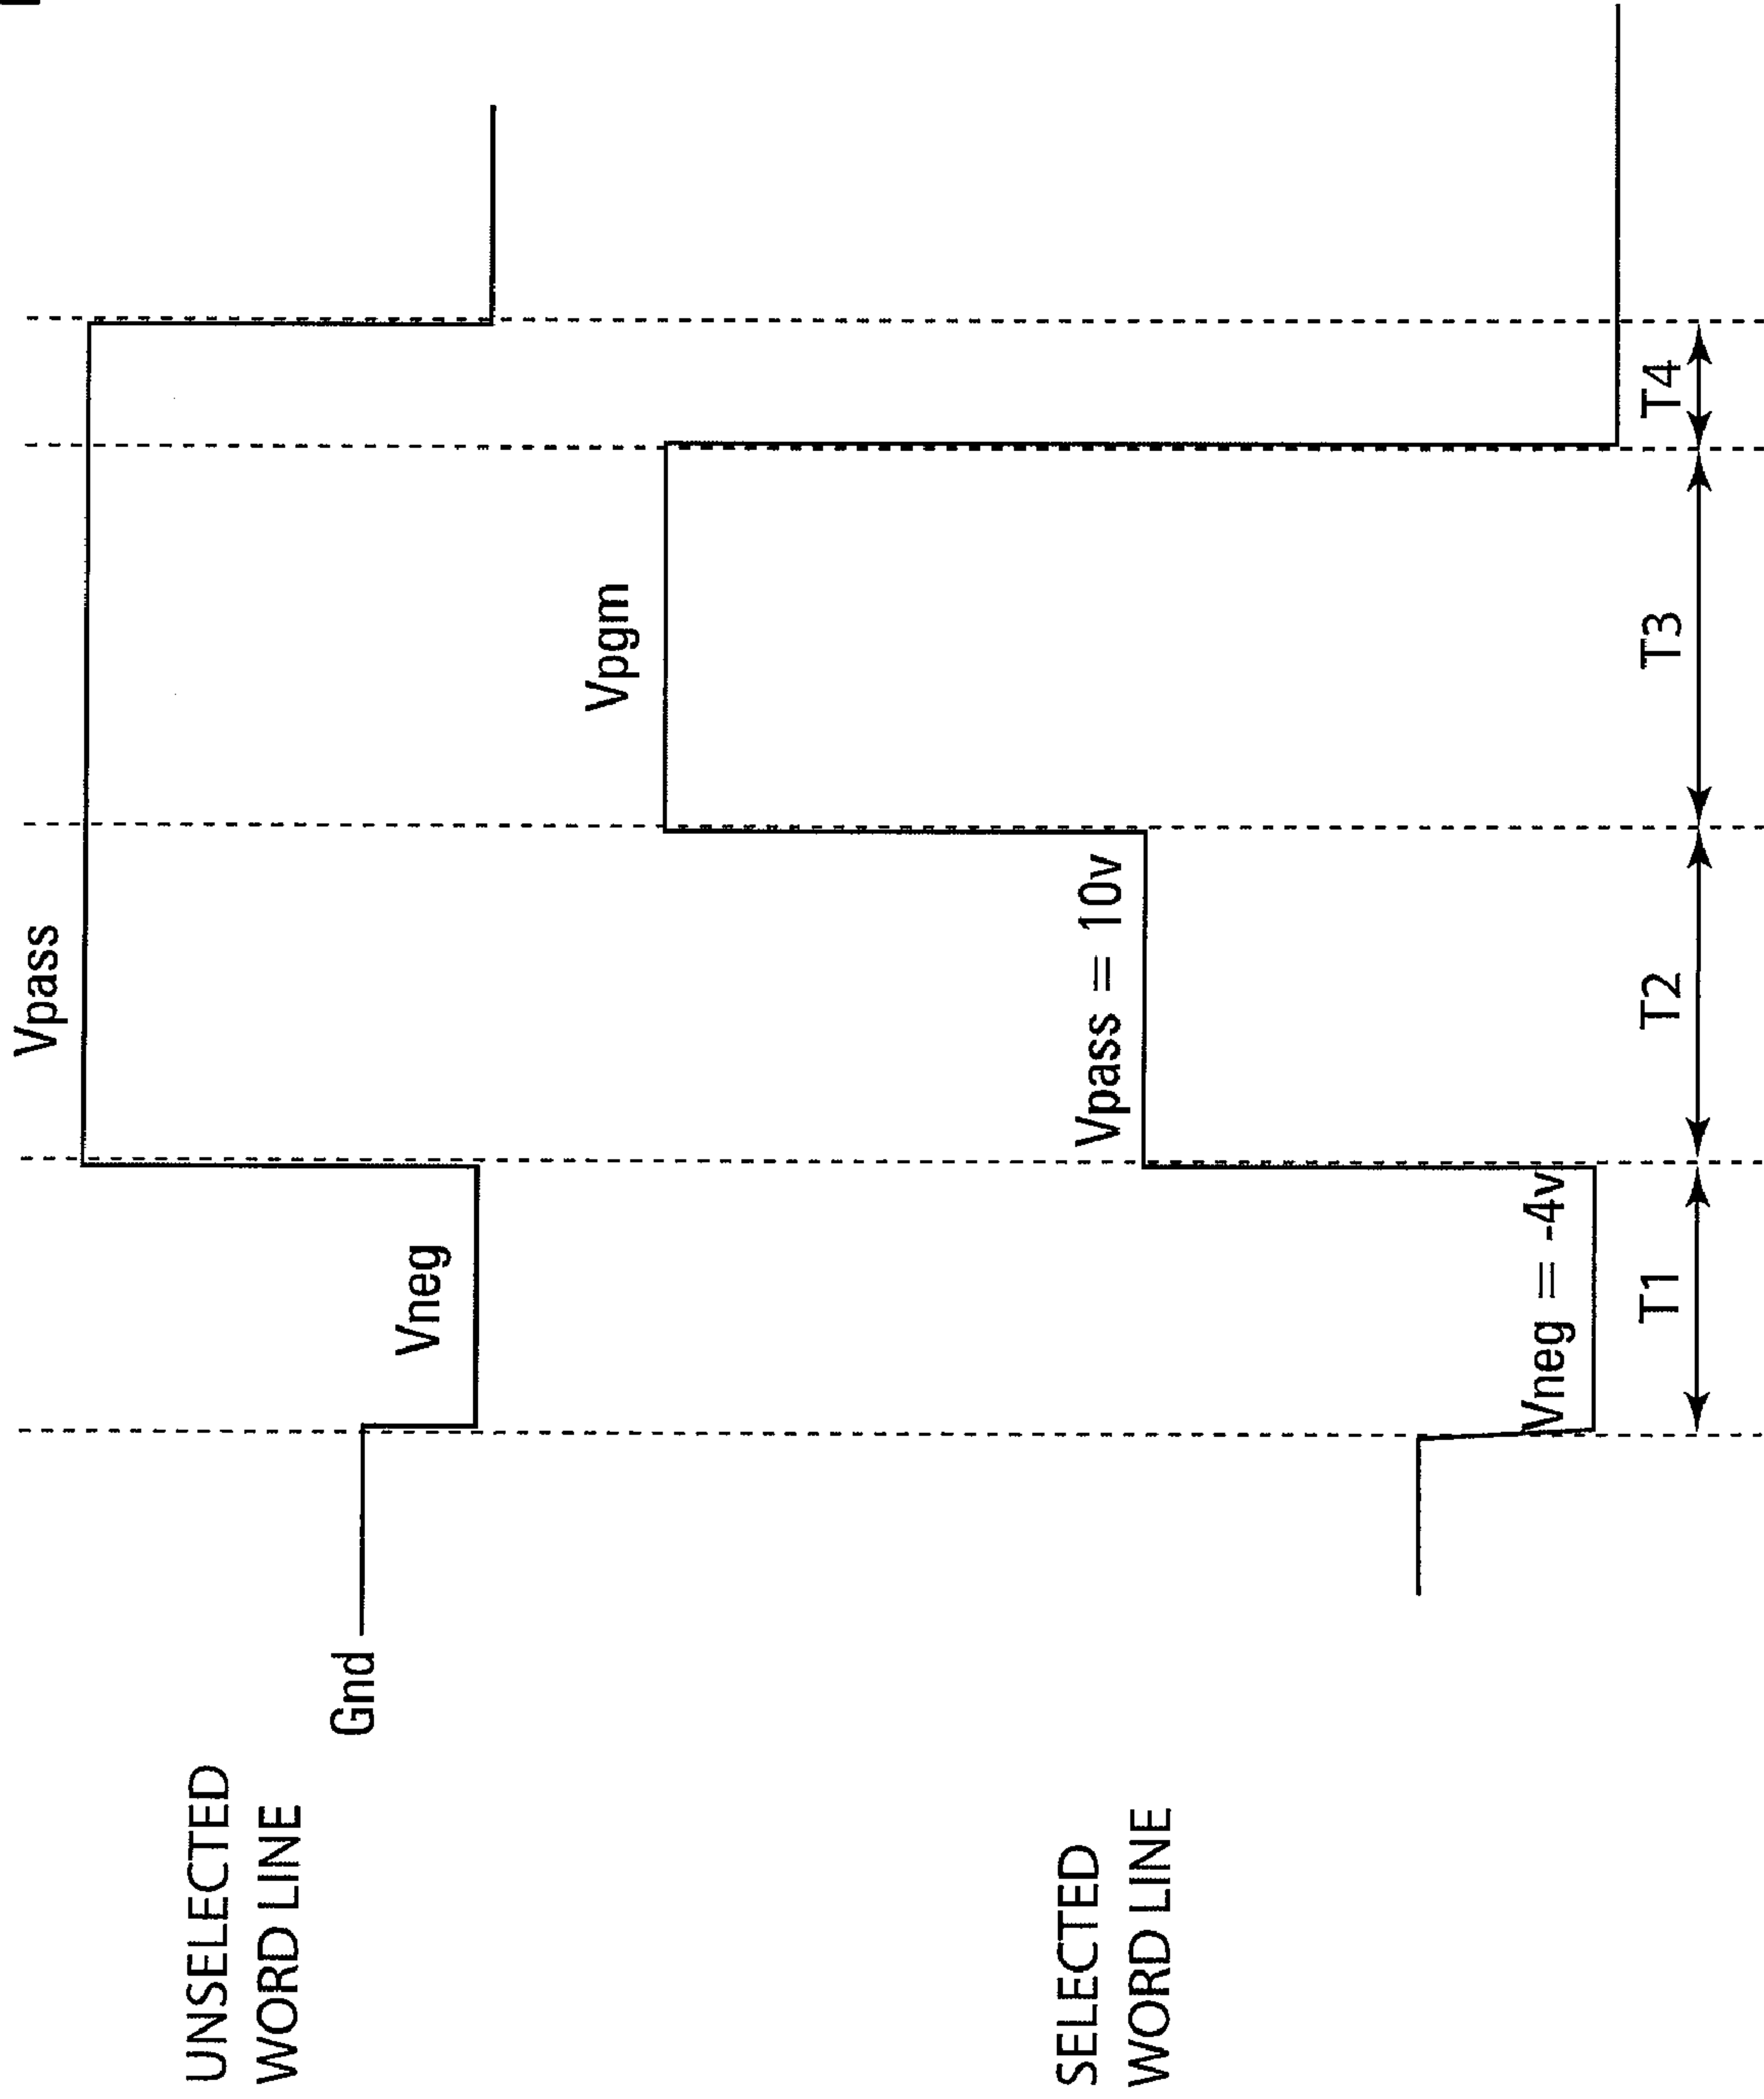 UNSELECTED
WORD LINE
Gnd
Vneg
Vpass
SELECTED
WORD LINE
Vneg = -4v
Vpass = 10v
Vpgm
T1
T2
T3
T4